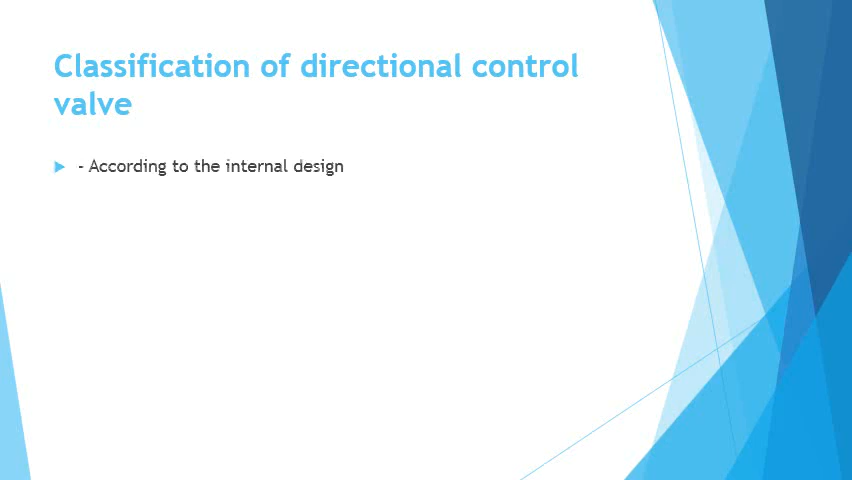 Classification of directional control
valve
- According to the internal design